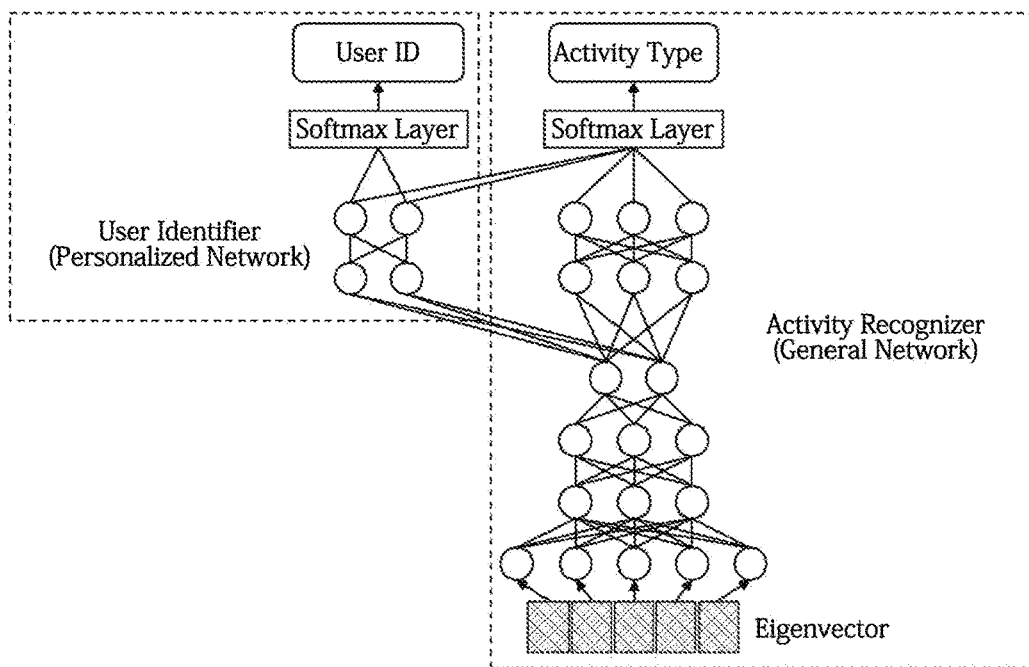 User ID
Activity Type
Softmax Layer
Softmax Layer
User Identifier
(Personalized Network)
Activity Recognizer
(General Network)
Eigenvector